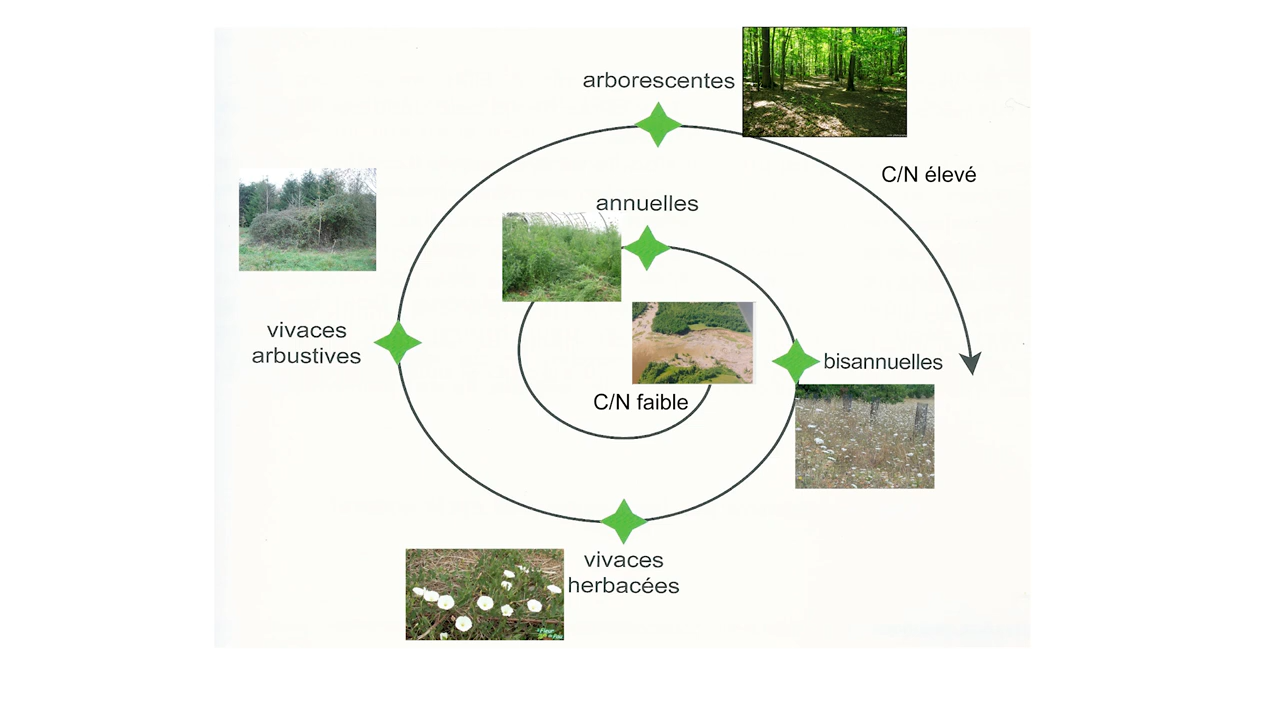 arborescentes
C/N élevé
annuelles
vivaces
arbustives
bisannuelles
C/N faible
vivaces
herbacées